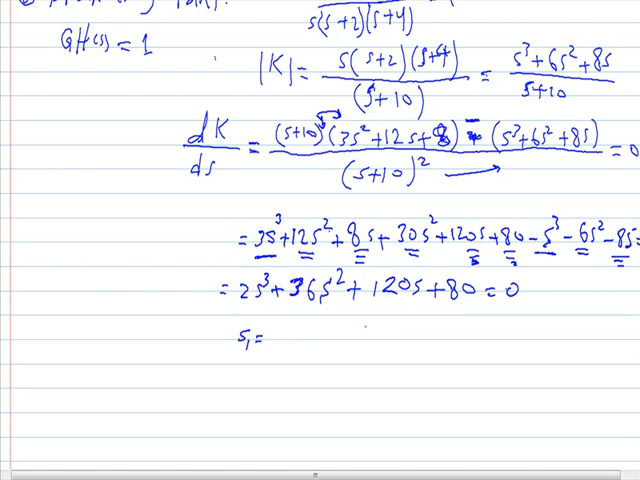 s(s+2)(s+4)
GH(s) = 1
|K| = s(s+2)(s+4) / (s+10) = s³+6s²+8s / s+10
dK/ds = (s+10)(3s²+12s+8) - (s³+6s²+8s) / (s+10)² = 0
= 3s³+12s²+8s+30s²+120s+80-s³-6s²-8s=
= 2s³+36s²+120s+80=0
s₁=